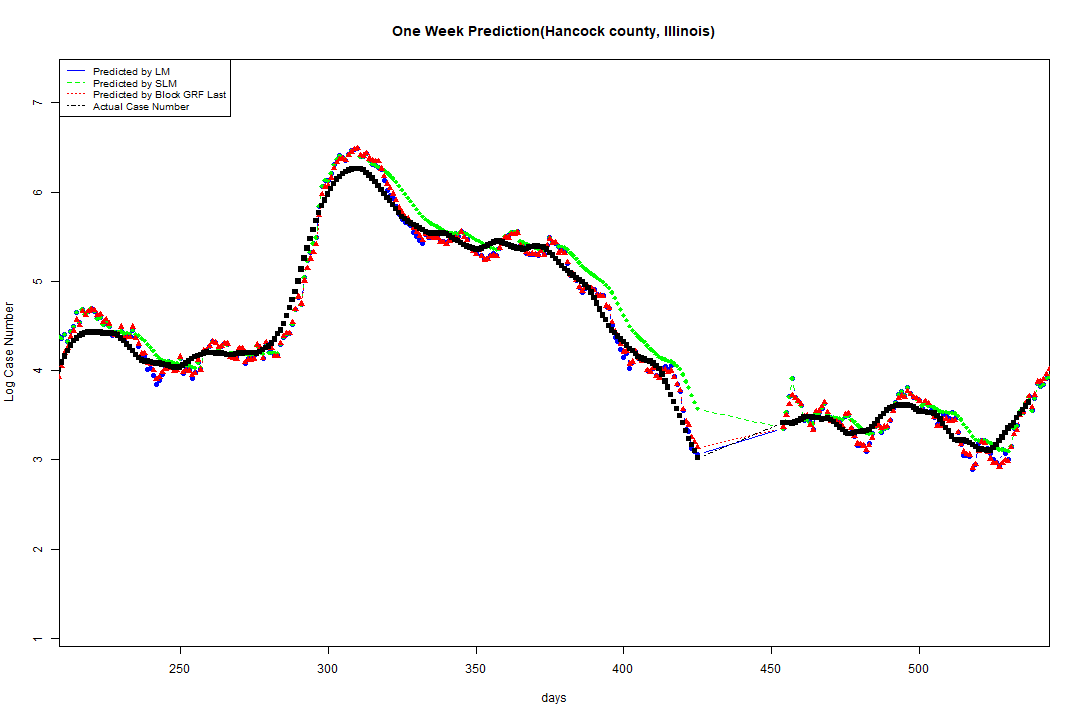 One Week Prediction(Hancock county, Illinois)
Predicted by LM
Predicted by SLM
Predicted by Block GRF Last
Actual Case Number
7
6
5
4
3
2
1
Log Case Number
250 300 350 400 450 500
days